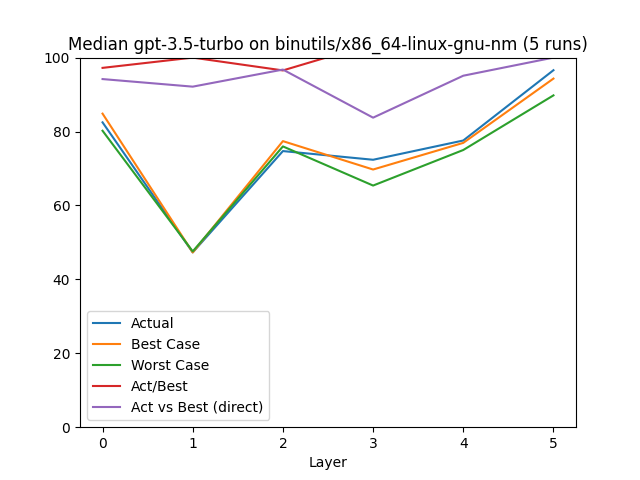 Median gpt-3.5-turbo on binutils/x86_64-linux-gnu-nm (5 runs)
100
80
60
40
20
0
Actual
Best Case
Worst Case
Act/Best
Act vs Best (direct)
0 1 2 3 4 5
Layer